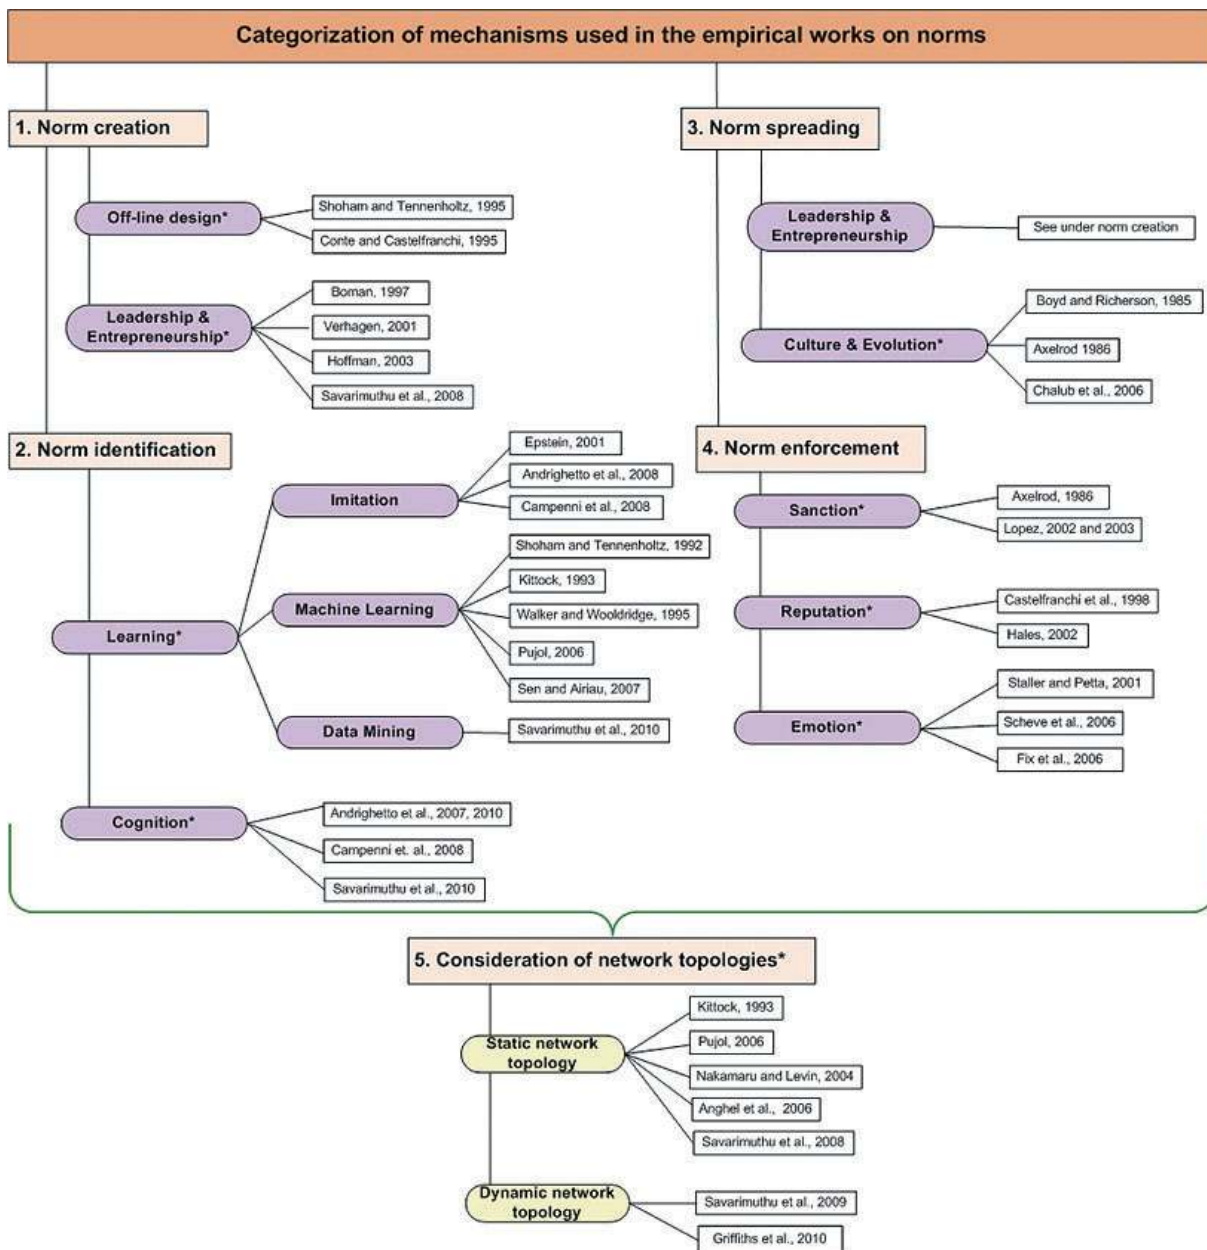 Categorization of mechanisms used in the empirical works on norms
1. Norm creation
Off-line design*
Shoham and Tennenholtz, 1995
Conte and Castelfranchi, 1995
Leadership &
Entrepreneurship*
Boman, 1997
Verhagen, 2001
Hoffman, 2003
Savarimuthu et al., 2008
2. Norm identification
Learning*
Imitation
Epstein, 2001
Andrighetto et al., 2008
Campenni et al., 2008
Machine Learning
Shoham and Tennenholtz, 1992
Kittock, 1993
Walker and Wooldridge, 1995
Pujol, 2006
Sen and Airiau, 2007
Data Mining
Savarimuthu et al., 2010
Cognition*
Andrighetto et al., 2007, 2010
Campenni et. al., 2008
Savarimuthu et al., 2010
3. Norm spreading
Leadership &
Entrepreneurship
See under norm creation
Culture & Evolution*
Boyd and Richerson, 1985
Axelrod 1986
Chalub et al., 2006
4. Norm enforcement
Sanction*
Axelrod, 1986
Lopez, 2002 and 2003
Reputation*
Castelfranchi et al., 1998
Hales, 2002
Emotion*
Staller and Petta, 2001
Scheve et al., 2006
Fix et al., 2006
5. Consideration of network topologies*
Static network
topology
Kittock, 1993
Pujol, 2006
Nakamaru and Levin, 2004
Anghel et al., 2006
Savarimuthu et al., 2008
Dynamic network
topology
Savarimuthu et al., 2009
Griffiths et al., 2010